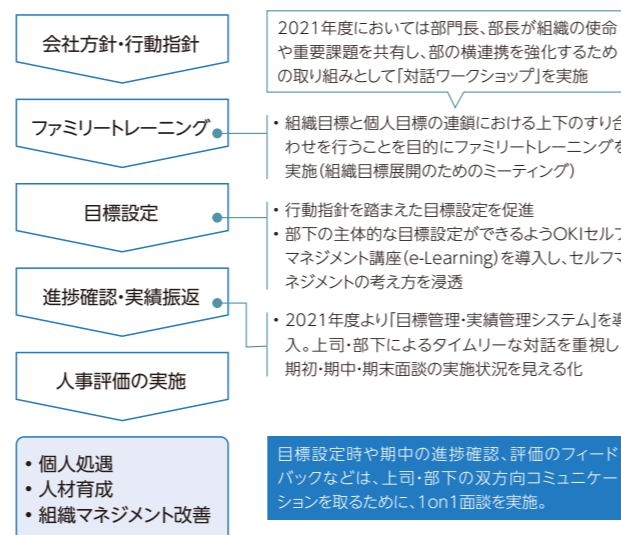 会社方針・行動指針
2021年度においては部門長、部長が組織の使命
や重要課題を共有し、部の横連携を強化するため
の取り組みとして「対話ワークショップ」を実施
ファミリートレーニング
• 組織目標と個人目標の連鎖における上下のすり合
わせを行うことを目的にファミリートレーニングを
実施（組織目標展開のためのミーティング）
目標設定
• 行動指針を踏まえた目標設定を促進
• 部下の主体的な目標設定ができるようOKIセルフ
マネジメント講座（e-Learning）を導入し、セルフマ
ネジメントの考え方を浸透
進捗確認・実績振返
• 2021年度より「目標管理・実績管理システム」を導
入。上司・部下によるタイムリーな対話を重視し
期初・期中・期末面談の実施状況を見える化
人事評価の実施
• 個人処遇
• 人材育成
• 組織マネジメント改善
目標設定時や期中の進捗確認、評価のフィード
バックなどは、上司・部下の双方向コミュニケー
ションを取るために、1on1面談を実施。